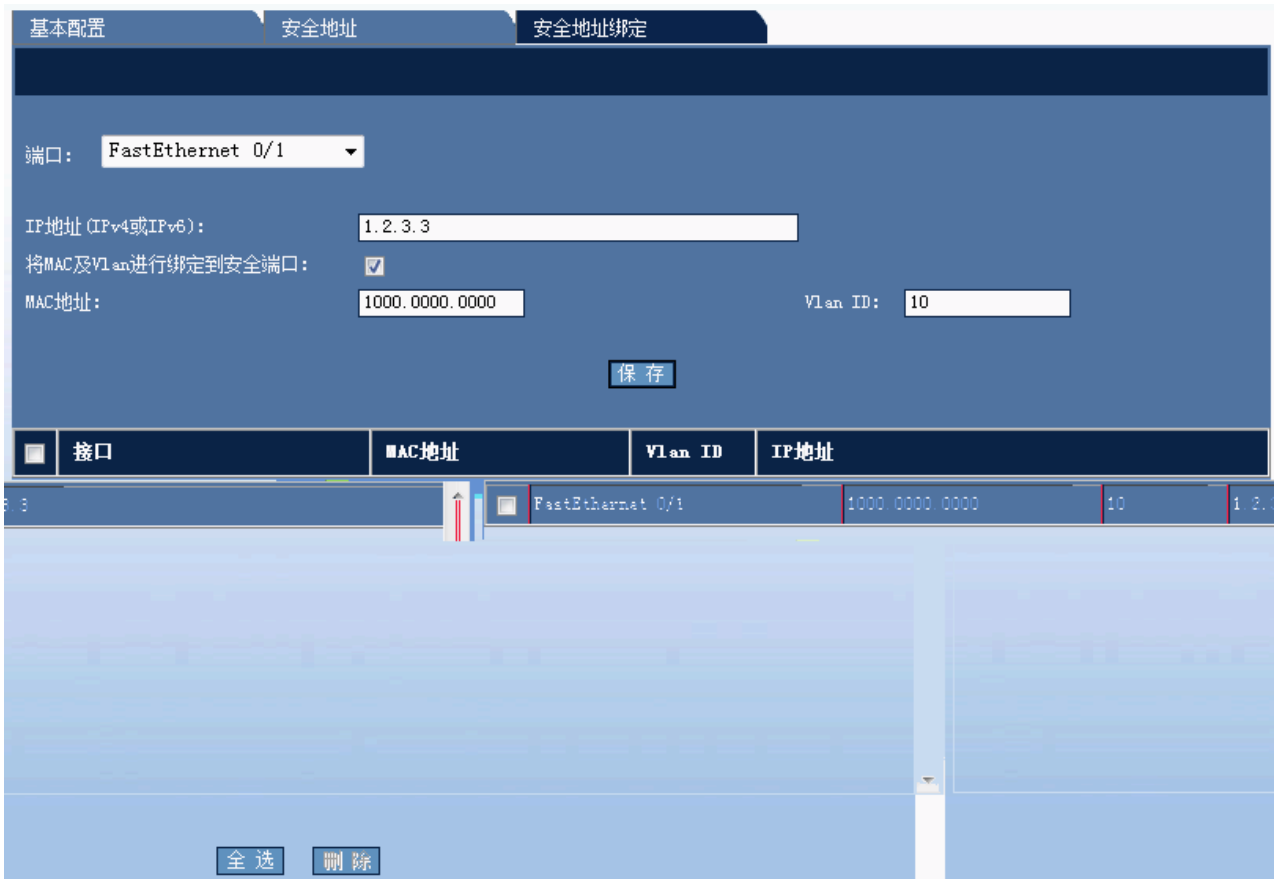 基本配置 安全地址 安全地址绑定
端口： FastEthernet 0/1
IP地址(IPv4或IPv6)： 1.2.3.3
将MAC及Vlan进行绑定到安全端口：
MAC地址： 1000.0000.0000 Vlan ID： 10
保 存
接口 MAC地址 Vlan ID IP地址
FastEthernet 0/1 1000.0000.0000 10 1.2.
全 选 删 除